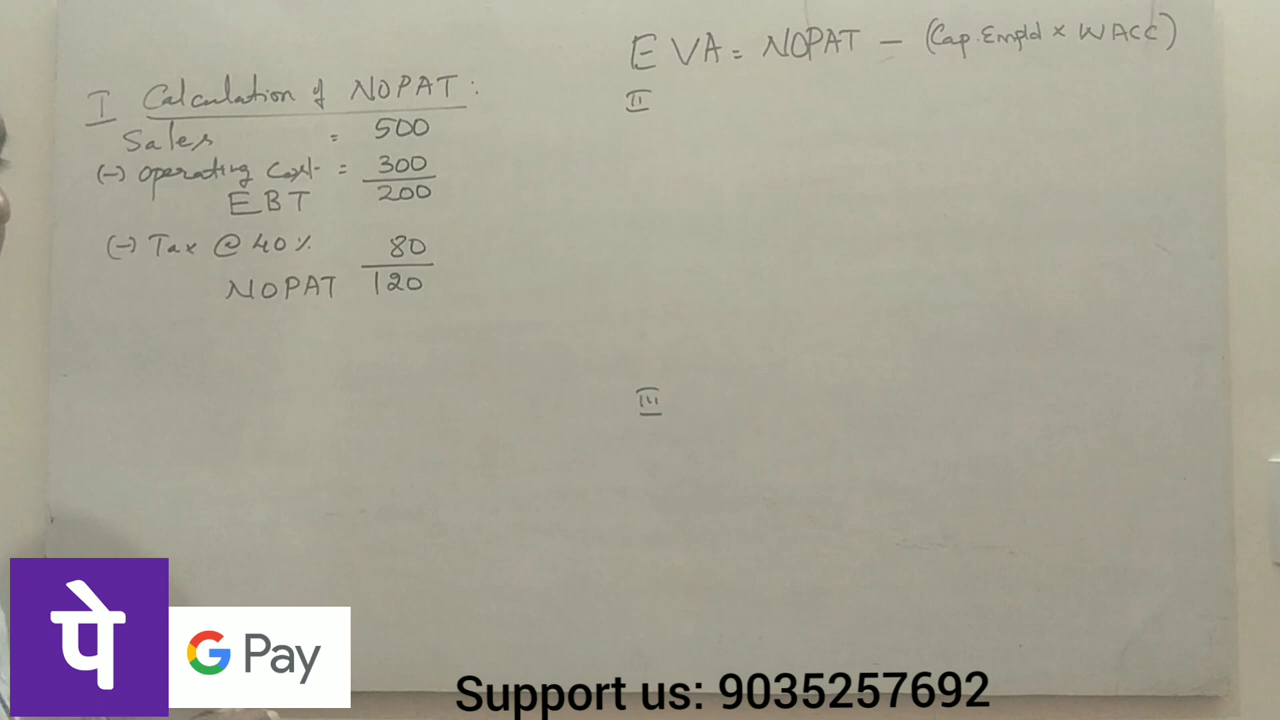 E VA = NOPAT - (Cap. Empld × WACC)
I Calculation of NOPAT :
Sales = 500
(-) Operating Cost = 300
EBT 200
(-) Tax @ 40% 80
NOPAT 120
II
III
पे
G Pay
Support us: 9035257692